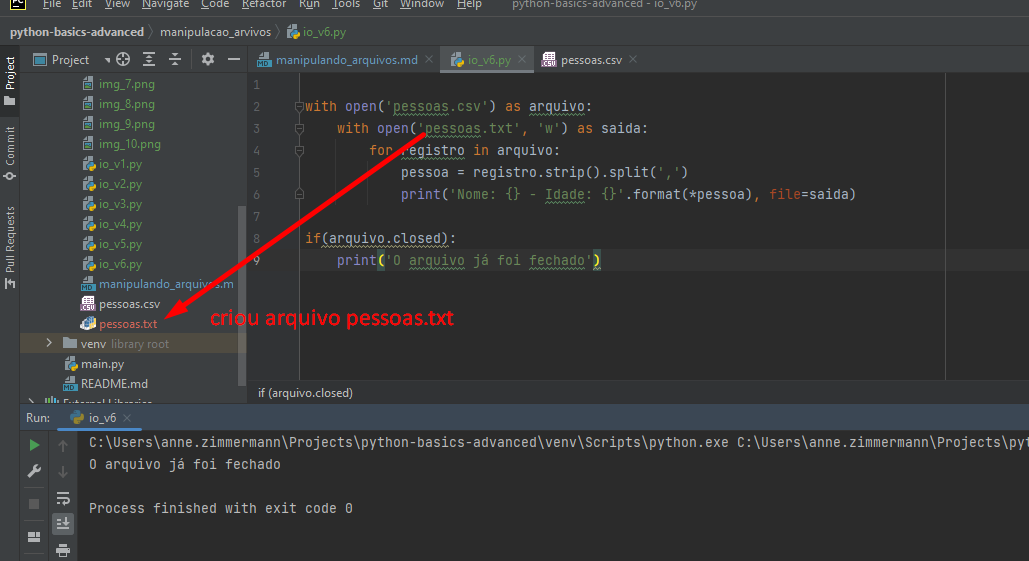 PC File Edit View Navigate Code Refactor Run Tools Git Window Help python-basics-advanced - io_v6.py
python-basics-advanced manipulacao_arvivos io_v6.py
Project
manipulando_arquivos.md io_v6.py pessoas.csv
Project
Commit
Pull Requests
img_7.png
img_8.png
img_9.png
img_10.png
io_v1.py
io_v2.py
io_v3.py
io_v4.py
io_v5.py
io_v6.py
manipulando_arquivos.m
pessoas.csv
pessoas.txt
venv library root
main.py
README.md
External Libraries
1
2 with open('pessoas.csv') as arquivo:
3 with open('pessoas.txt', 'w') as saida:
4 for registro in arquivo:
5 pessoa = registro.strip().split(',')
6 print('Nome: {} - Idade: {}'.format(*pessoa), file=saida)
7
8 if(arquivo.closed):
9 print('O arquivo já foi fechado')
criou arquivo pessoas.txt
if (arquivo.closed)
Run: io_v6
C:\Users\anne.zimmermann\Projects\python-basics-advanced\venv\Scripts\python.exe C:\Users\anne.zimmermann\Projects\pyt
O arquivo já foi fechado
Process finished with exit code 0